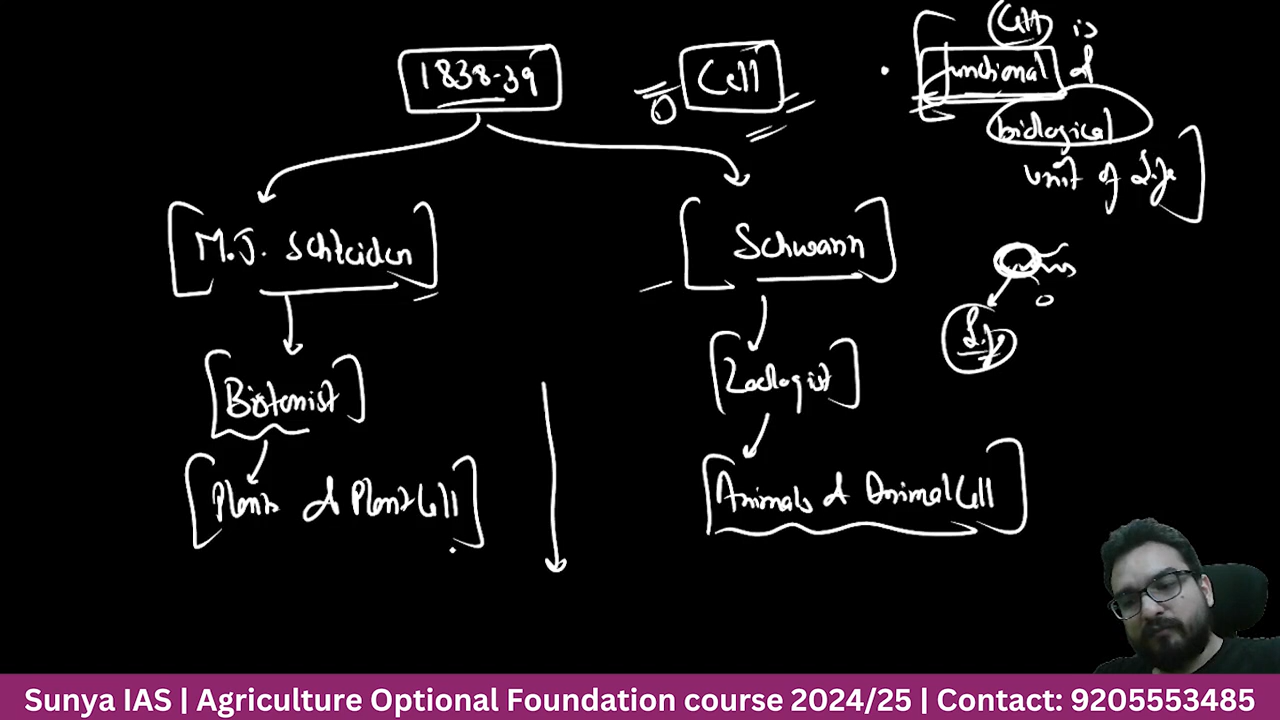 1838-39
Cell
Cell is
functional &
biological
unit of Life
M.J. Schleiden
Schwann
Life
Botanist
Zoologist
Plants & Plant Cell
Animals & Animal Cell
Sunya IAS | Agriculture Optional Foundation course 2024/25 | Contact: 9205553485